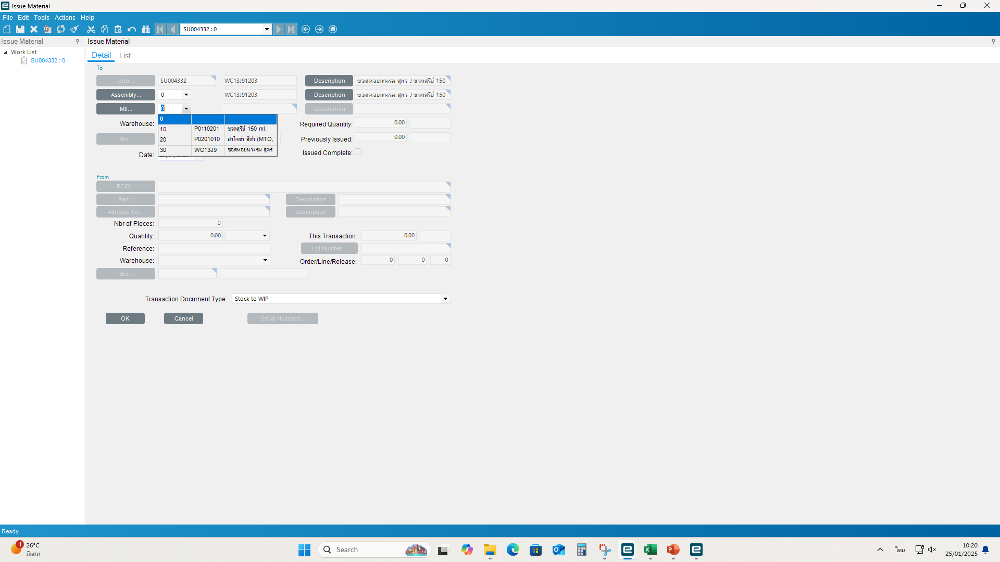 Issue Material
File Edit Tools Actions Help
SU004332 : 0
Issue Material
Issue Material
Work List
SU004332 : 0
Detail List
To
Job... SU004332 WC13J91203 Description ซอสหอยนางรม สูตร J ขวดสุรีย์ 150
Assembly... 0 WC13J91203 Description ซอสหอยนางรม สูตร J ขวดสุรีย์ 150
Mtl... 0 Description
0
10 P0110201 ขวดสุรีย์ 150 ml.
20 P0201010 ฝาโรซ่า สีดำ (MTO,
30 WC13J9 ซอสหอยนางรม สูตร
Warehouse: Required Quantity: 0.00
Bin... Previously Issued: 0.00
Date: Issued Complete:
From
PCID...
Part... Description
Attribute Set... Description
Nbr of Pieces: 0
Quantity: 0.00 This Transaction: 0.00
Reference: Lot Number...
Warehouse: Order/Line/Release: 0 0 0
Bin...
Transaction Document Type: Stock to WIP
OK Cancel Serial Numbers...
Ready
1 26°C
มีแดด
Search
ไทย
10:20
25/01/2025